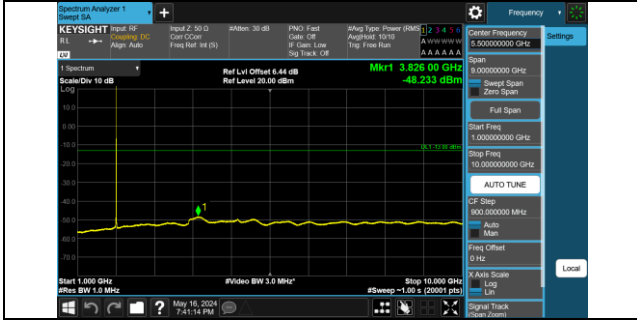 Spectrum Analyzer 1
Swept SA
+
Frequency
KEYSIGHT
RL
Input: RF
Coupling: DC
Align: Auto
Input Z: 50 Ω
Corr CCorr
Freq Ref: Int (S)
#Atten: 30 dB
PNO: Fast
Gate: Off
IF Gain: Low
Sig Track: Off
#Avg Type: Power (RMS
Avg|Hold: 10/10
Trig: Free Run
1 2 3 4 5 6
A W W W W W
A A A A A A
1 Spectrum
Scale/Div 10 dB
Log
Ref Lvl Offset 6.44 dB
Ref Level 20.00 dBm
Mkr1 3.826 00 GHz
-48.233 dBm
10.0
0.00
-10.0
-20.0
-30.0
-40.0
-50.0
-60.0
-70.0
1
Start 1.000 GHz
#Res BW 1.0 MHz
#Video BW 3.0 MHz*
Stop 10.000 GHz
#Sweep ~1.00 s (20001 pts)
Center Frequency
5.500000000 GHz
Settings
Span
9.00000000 GHz
Swept Span
Zero Span
Full Span
Start Freq
1.000000000 GHz
Stop Freq
10.000000000 GHz
AUTO TUNE
CF Step
900.000000 MHz
Auto
Man
Freq Offset
0 Hz
X Axis Scale
Log
Lin
Signal Track
(Span Zoom)
Local
?
May 16, 2024
7:41:14 PM